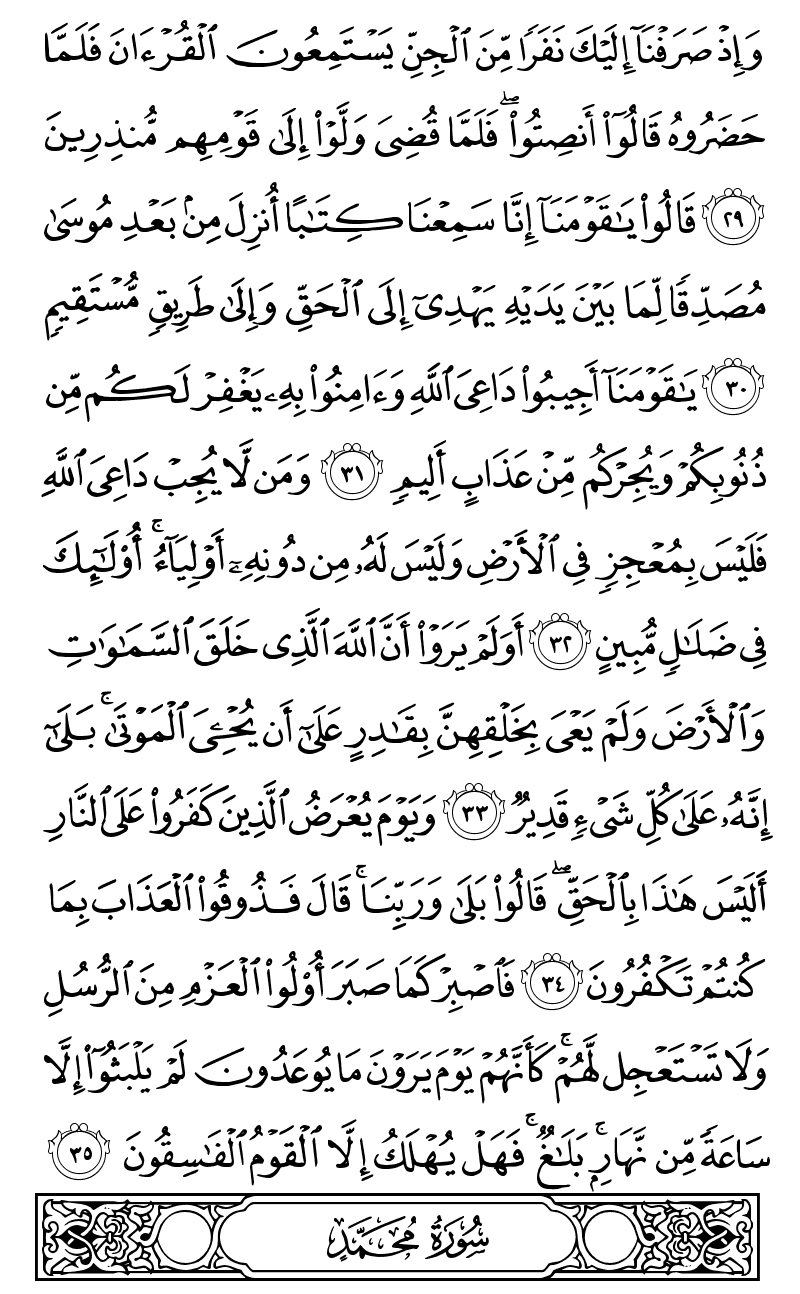 وَإِذۡ صَرَفۡنَآ إِلَيۡكَ نَفَرٗا مِّنَ ٱلۡجِنِّ يَسۡتَمِعُونَ ٱلۡقُرۡءَانَ فَلَمَّا
حَضَرُوهُ قَالُوٓاْ أَنصِتُواْۖ فَلَمَّا قُضِيَ وَلَّوۡاْ إِلَىٰ قَوۡمِهِم مُّنذِرِينَ
٢٩ قَالُواْ يَٰقَوۡمَنَآ إِنَّا سَمِعۡنَا كِتَٰبًا أُنزِلَ مِنۢ بَعۡدِ مُوسَىٰ
مُصَدِّقٗا لِّمَا بَيۡنَ يَدَيۡهِ يَهۡدِيٓ إِلَى ٱلۡحَقِّ وَإِلَىٰ طَرِيقٖ مُّسۡتَقِيمٖ
٣٠ يَٰقَوۡمَنَآ أَجِيبُواْ دَاعِيَ ٱللَّهِ وَءَامِنُواْ بِهِۦ يَغۡفِرۡ لَكُم مِّن
ذُنُوبِكُمۡ وَيُجِرۡكُم مِّنۡ عَذَابٍ أَلِيمٖ ٣١ وَمَن لَّا يُجِبۡ دَاعِيَ ٱللَّهِ
فَلَيۡسَ بِمُعۡجِزٖ فِي ٱلۡأَرۡضِ وَلَيۡسَ لَهُۥ مِن دُونِهِۦٓ أَوۡلِيَآءُۚ أُوْلَٰٓئِكَ
فِي ضَلَٰلٖ مُّبِينٍ ٣٢ أَوَلَمۡ يَرَوۡاْ أَنَّ ٱللَّهَ ٱلَّذِي خَلَقَ ٱلسَّمَٰوَٰتِ
وَٱلۡأَرۡضَ وَلَمۡ يَعۡيَ بِخَلۡقِهِنَّ بِقَٰدِرٍ عَلَىٰٓ أَن يُحۡـِۧيَ ٱلۡمَوۡتَىٰۚ بَلَىٰٓ
إِنَّهُۥ عَلَىٰ كُلِّ شَيۡءٖ قَدِيرٞ ٣٣ وَيَوۡمَ يُعۡرَضُ ٱلَّذِينَ كَفَرُواْ عَلَى ٱلنَّارِ
أَلَيۡسَ هَٰذَا بِٱلۡحَقِّۖ قَالُواْ بَلَىٰ وَرَبِّنَاۚ قَالَ فَذُوقُواْ ٱلۡعَذَابَ بِمَا
كُنتُمۡ تَكۡفُرُونَ ٣٤ فَٱصۡبِرۡ كَمَا صَبَرَ أُوْلُواْ ٱلۡعَزۡمِ مِنَ ٱلرُّسُلِ
وَلَا تَسۡتَعۡجِل لَّهُمۡۚ كَأَنَّهُمۡ يَوۡمَ يَرَوۡنَ مَا يُوعَدُونَ لَمۡ يَلۡبَثُوٓاْ إِلَّا
سَاعَةٗ مِّن نَّهَارِۭۚ بَلَٰغٞۚ فَهَلۡ يُهۡلَكُ إِلَّا ٱلۡقَوۡمُ ٱلۡفَٰسِقُونَ ٣٥
سُورَةُ مُحَمَّدٍ